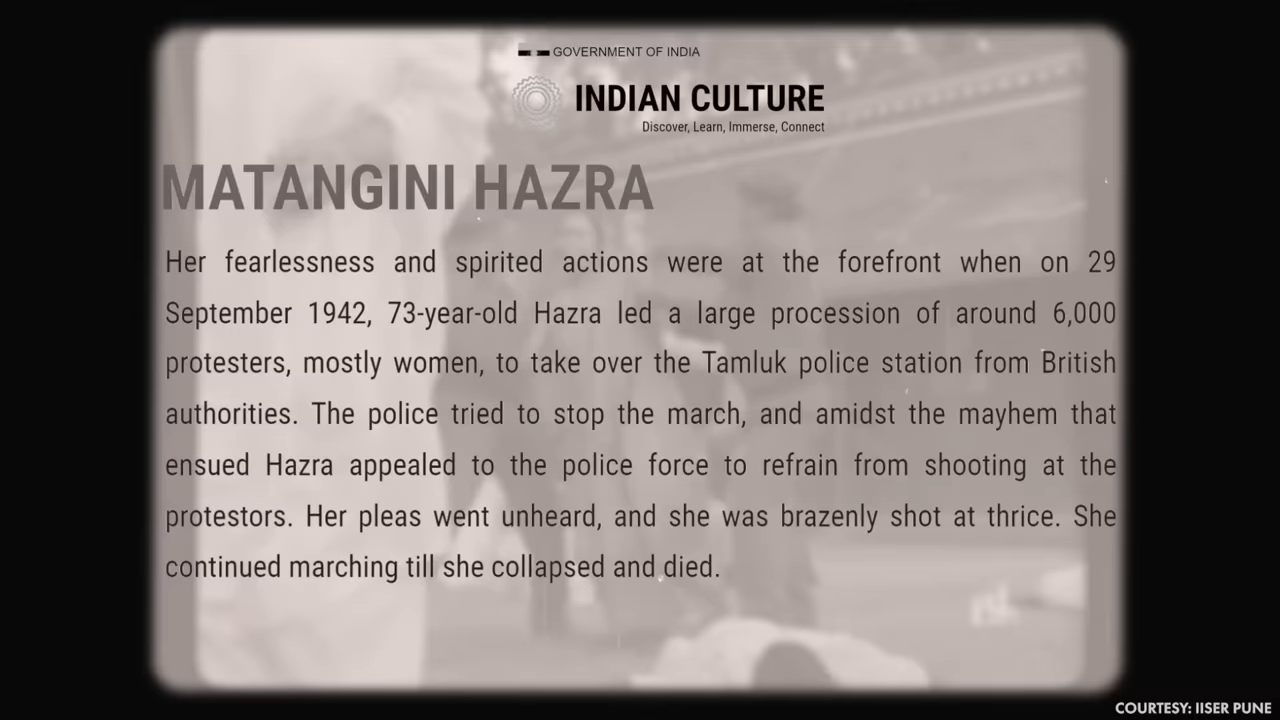 GOVERNMENT OF INDIA
INDIAN CULTURE
Discover, Learn, Immerse, Connect
MATANGINI HAZRA
Her fearlessness and spirited actions were at the forefront when on 29
September 1942, 73-year-old Hazra led a large procession of around 6,000
protesters, mostly women, to take over the Tamluk police station from British
authorities. The police tried to stop the march, and amidst the mayhem that
ensued Hazra appealed to the police force to refrain from shooting at the
protestors. Her pleas went unheard, and she was brazenly shot at thrice. She
continued marching till she collapsed and died.
COURTESY: IISER PUNE